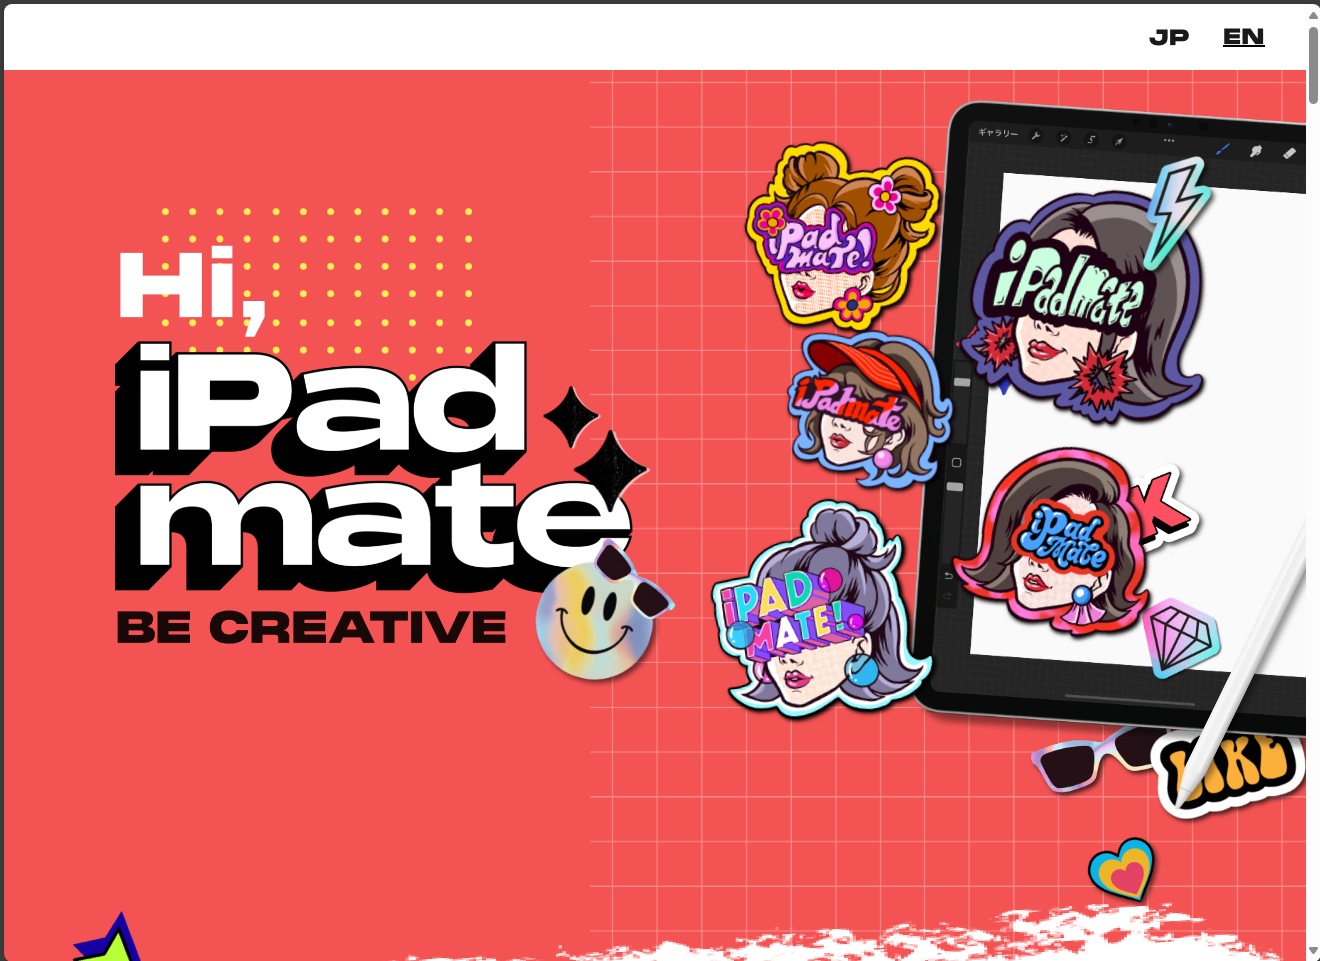 JP EN
Hi,
iPad
mate
BE CREATIVE
iPad
mate!
iPadmate
iPAD
MATE!
ギャラリー
iPadmate
iPad
Mate
K
LIKE